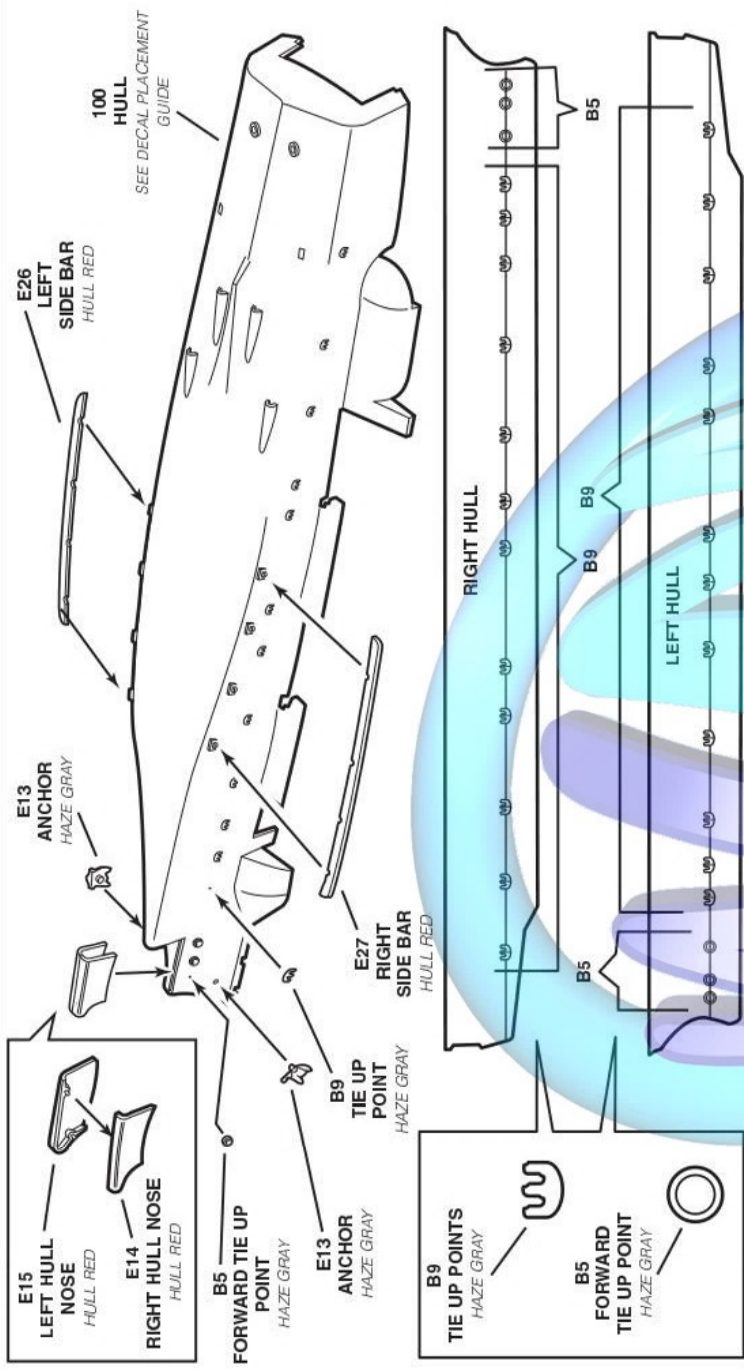 E15
LEFT HULL
NOSE
HULL RED
E14
RIGHT HULL NOSE
HULL RED
B5
FORWARD TIE UP
POINT
HAZE GRAY
E13
ANCHOR
HAZE GRAY
B9
TIE UP
POINT
HAZE GRAY
E27
RIGHT
SIDE BAR
HULL RED
E13
ANCHOR
HAZE GRAY
E26
LEFT
SIDE BAR
HULL RED
100
HULL
SEE DECAL PLACEMENT
GUIDE
B9
TIE UP POINTS
HAZE GRAY
B5
FORWARD
TIE UP POINT
HAZE GRAY
RIGHT HULL
B9
B5
B5
B9
LEFT HULL